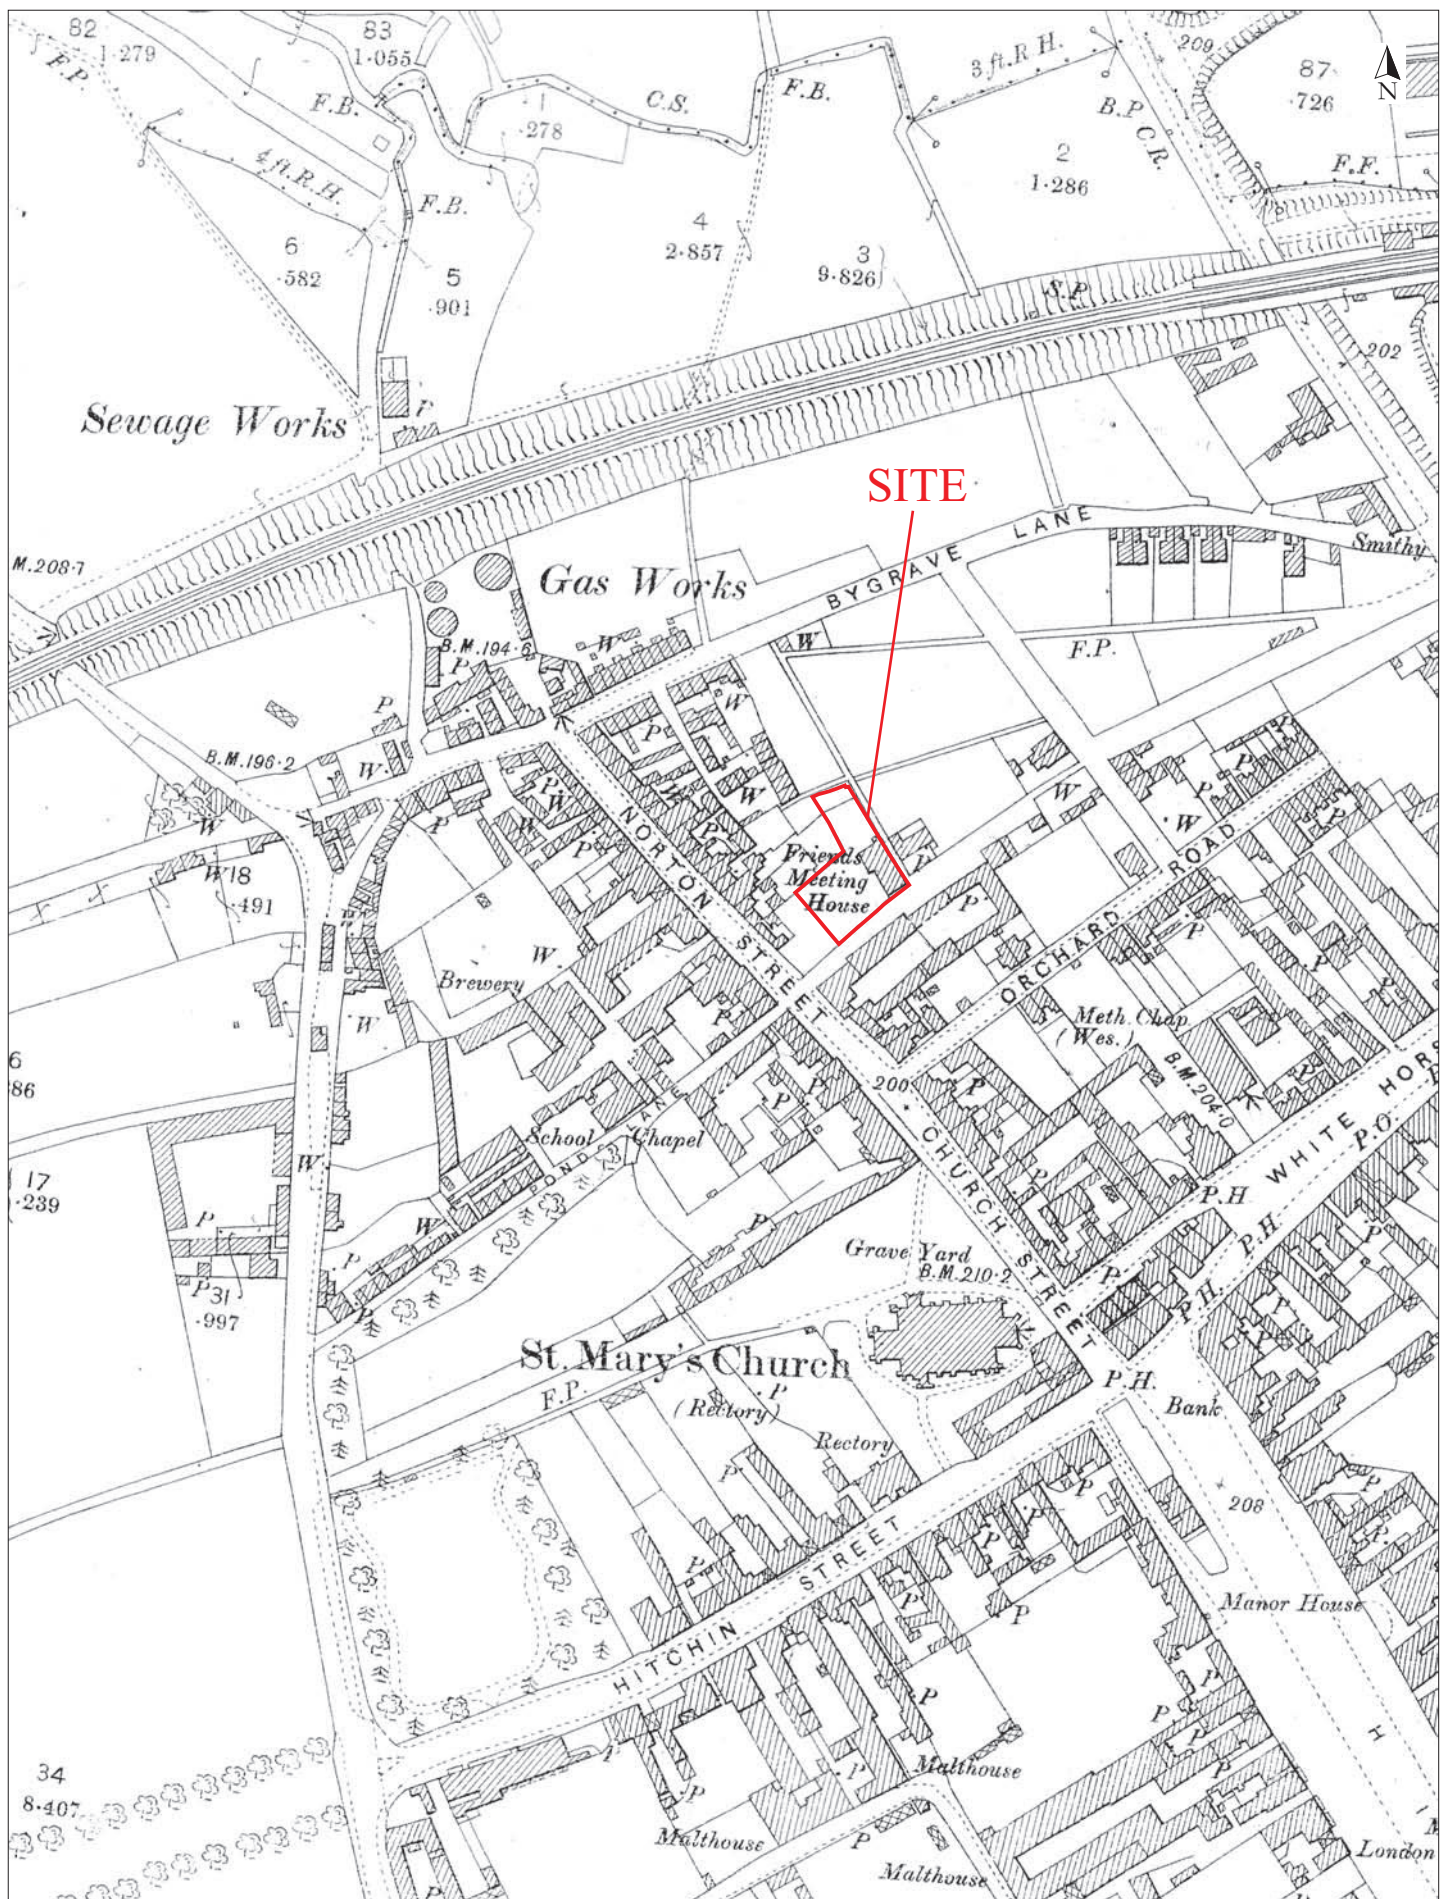 82
1·279
83
1·055
F.P.
F.B.
1
·278
C.S.
F.B.
3 ft. R.H.
209
87
·726
N
B.P.
C.R.
2
1·286
F.F.
4 ft. R.H.
F.B.
6
·582
5
·901
4
2·857
3
9·826
S.P.
202
Sewage Works
SITE
M.208·7
Gas Works
BYGRAVE LANE
Smithy
B.M.194·6
P
W
W
F.P.
B.M.196·2
P
W
W
P
W
W
P
P
W
W
P
W
NORTON STREET
Friends
Meeting
House
P
P
W
W
ORCHARD ROAD
P
P
P
W 18
·491
Brewery
W
W
P
Meth. Chap.
(Wes.)
B.M.204·0
6
86
200
P
P
P
School
Chapel
POND LANE
CHURCH STREET
WHITE HORS
P.O.
P.H.
P.H.
P.H.
17
·239
W
P
W
P
P
P
P 31
·997
P
Grave Yard
B.M.210·2
St. Mary's Church
F.P.
P
(Rectory)
Rectory
P
P.H.
Bank
208
HITCHIN STREET
P
P
P
P
P
P
P
Manor House
34
8·407
P
P
P
P
P
Malthouse
Malthouse
Malthouse
P
P
P
H
London